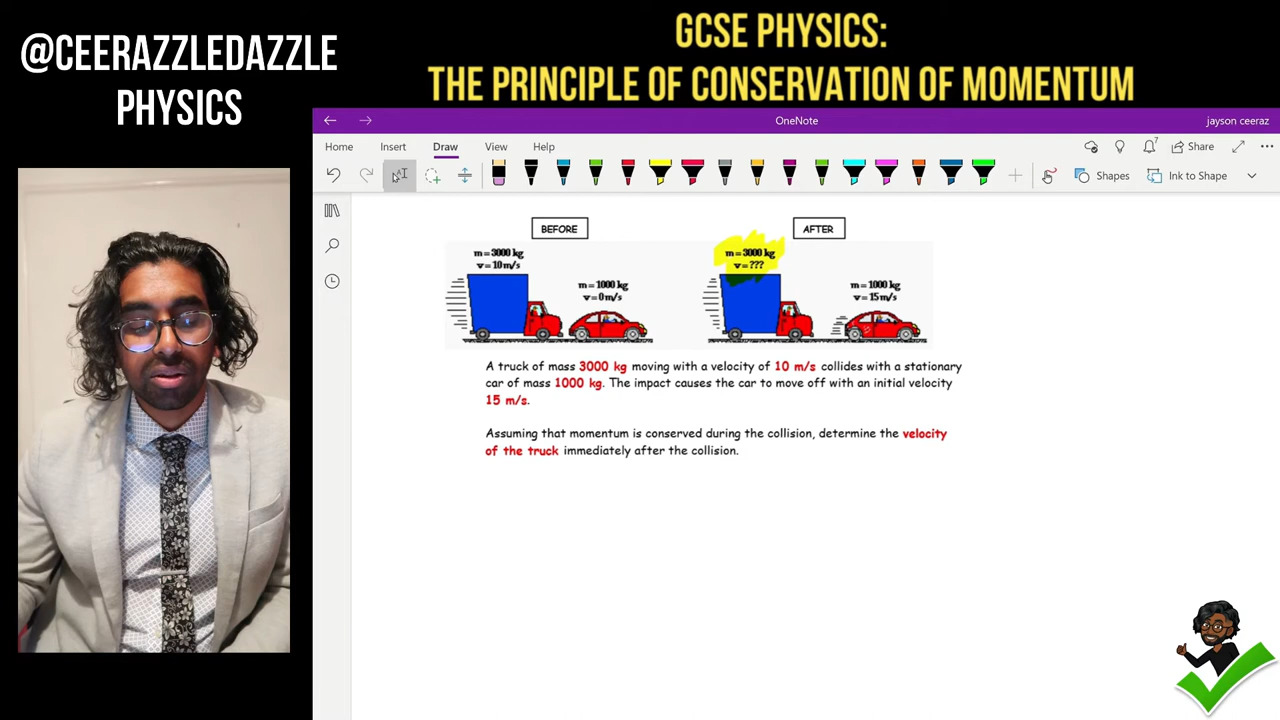 @CEERAZZLEDAZZLE
PHYSICS
GCSE PHYSICS:
THE PRINCIPLE OF CONSERVATION OF MOMENTUM
OneNote
jayson ceeraz
Home
Insert
Draw
View
Help
7
Share
Shapes
Ink to Shape
BEFORE
AFTER
m = 3000 kg
v = 10 m/s
m = 1000 kg
v = 0 m/s
m = 3000 kg
v = ???
m = 1000 kg
v = 15 m/s
A truck of mass 3000 kg moving with a velocity of 10 m/s collides with a stationary
car of mass 1000 kg. The impact causes the car to move off with an initial velocity
15 m/s.
Assuming that momentum is conserved during the collision, determine the velocity
of the truck immediately after the collision.